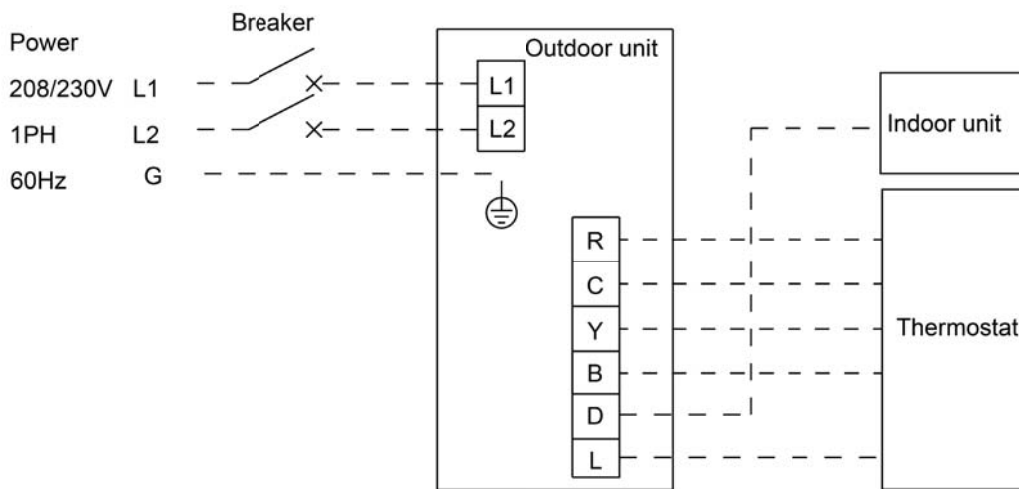 Breaker
Power
Outdoor unit
208/230V L1
L1
1PH L2
L2
Indoor unit
60Hz G
R
C
Y
Thermostat
B
D
L